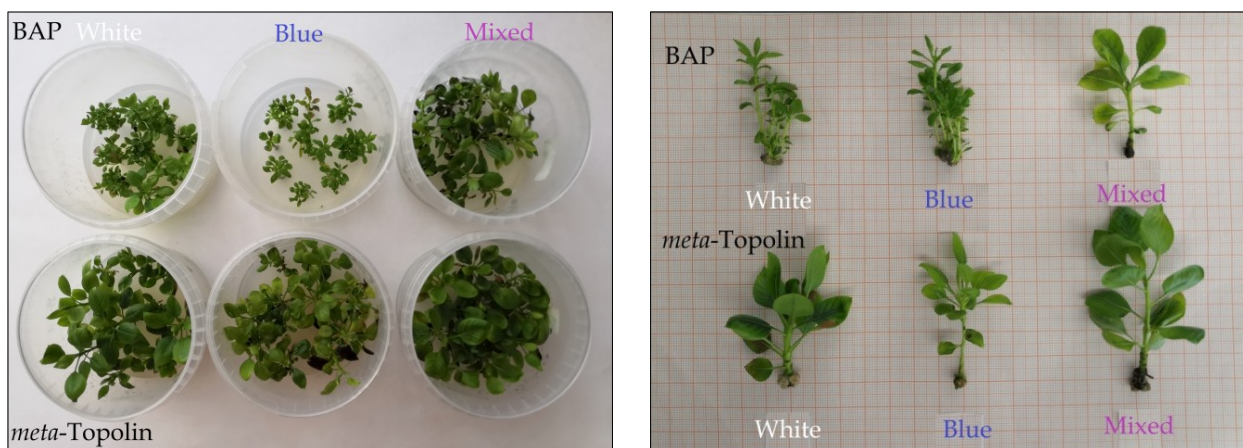 BAP White Blue Mixed
meta-Topolin
BAP
White Blue Mixed
meta-Topolin
White Blue Mixed